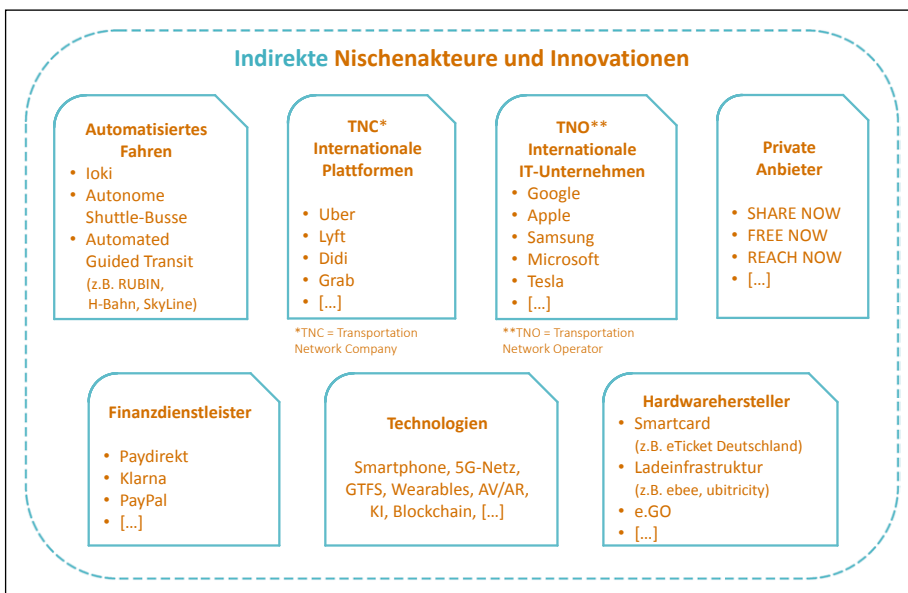 Indirekte Nischenakteure und Innovationen
Automatisiertes
Fahren
• Ioki
• Autonome
Shuttle-Busse
• Automated
Guided Transit
(z.B. RUBIN,
H-Bahn, SkyLine)
TNC*
Internationale
Plattformen
• Uber
• Lyft
• Didi
• Grab
• […]
*TNC = Transportation
Network Company
TNO**
Internationale
IT-Unternehmen
• Google
• Apple
• Samsung
• Microsoft
• Tesla
• […]
**TNO = Transportation
Network Operator
Private
Anbieter
• SHARE NOW
• FREE NOW
• REACH NOW
• […]
Finanzdienstleister
• Paydirekt
• Klarna
• PayPal
• […]
Technologien
Smartphone, 5G-Netz,
GTFS, Wearables, AV/AR,
KI, Blockchain, […]
Hardwarehersteller
• Smartcard
(z.B. eTicket Deutschland)
• Ladeinfrastruktur
(z.B. ebee, ubitricity)
• e.GO
• […]